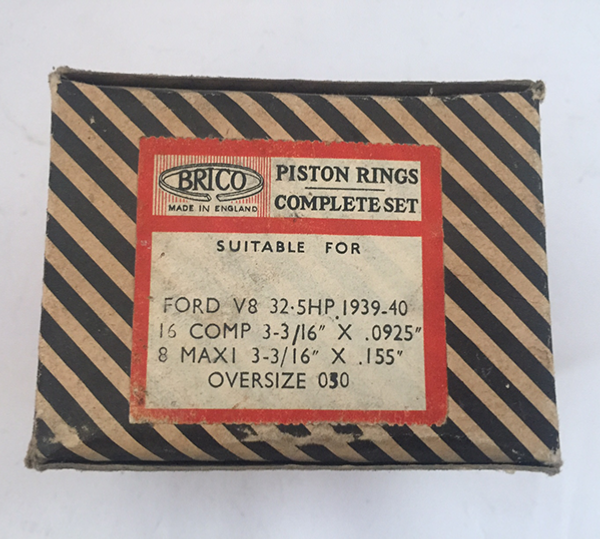 BRICO
MADE IN ENGLAND
PISTON RINGS
COMPLETE SET
SUITABLE FOR
FORD V8 32·5HP. 1939-40
16 COMP 3-3/16" X .0925"
8 MAXI 3-3/16" X .155"
OVERSIZE 030